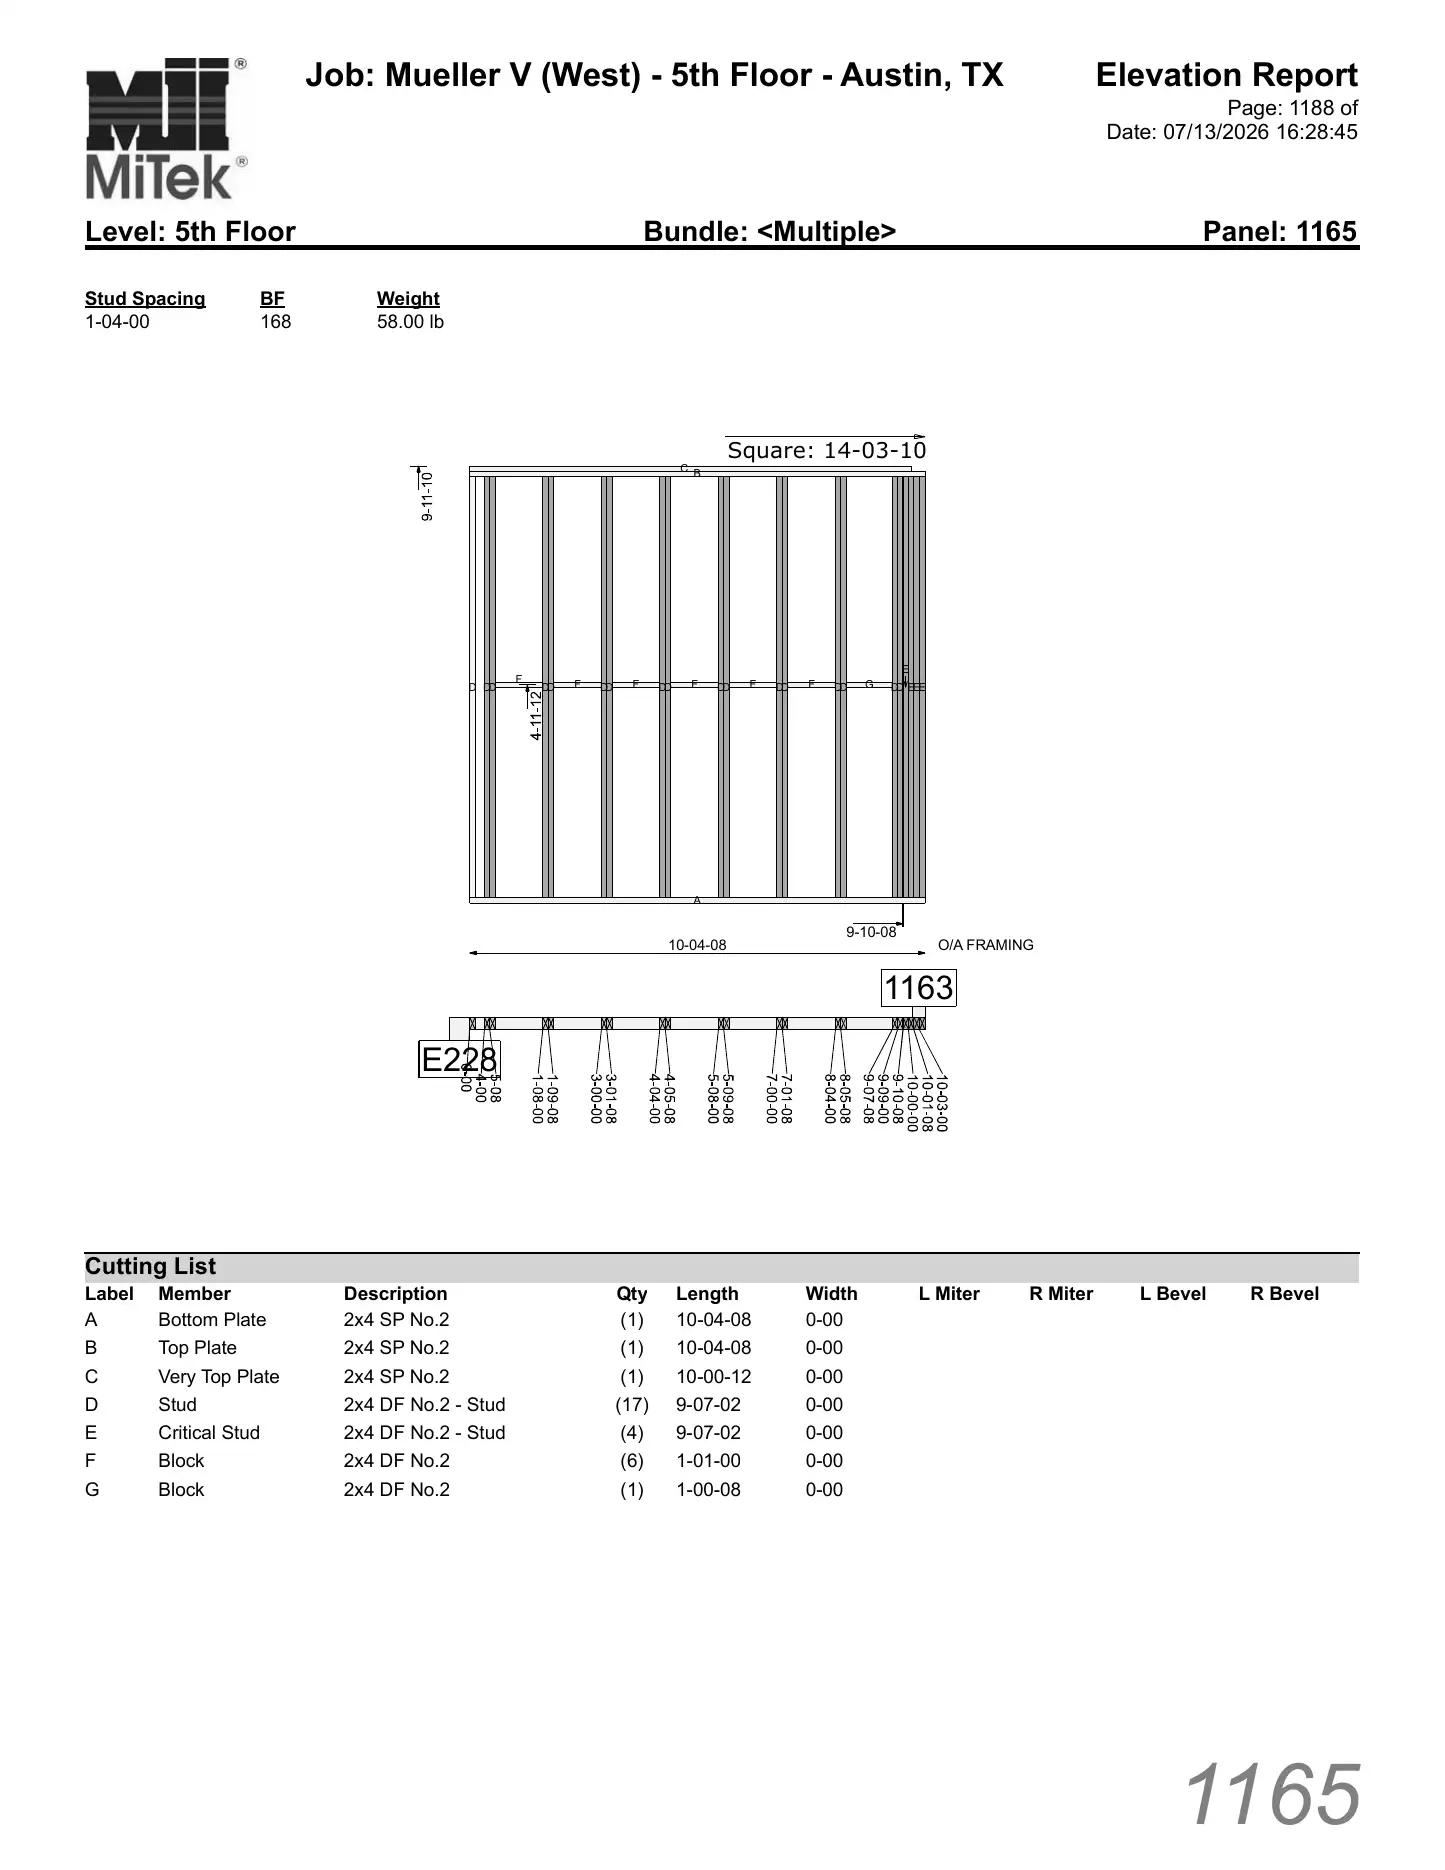 MiTek®
Job: Mueller V (West) - 5th Floor - Austin, TX
Elevation Report
Page: 1188 of
Date: 07/13/2026 16:28:45
Level: 5th Floor Bundle: <Multiple> Panel: 1165
Stud Spacing BF Weight
1-04-00 168 58.00 lb
Square: 14-03-10
C
B
9-11-10
E
F F F F F F G
D
4-11-12
A
9-10-08
10-04-08
O/A FRAMING
1163
E228
0-00 4-00 5-08 1-08-00 1-09-08 3-00-00 3-01-08 4-04-00 4-05-08 5-08-00 5-09-08 7-00-00 7-01-08 8-04-00 8-05-08 9-07-08 9-09-00 9-10-08 10-00-00 10-01-08 10-03-00
Cutting List
Label Member Description Qty Length Width L Miter R Miter L Bevel R Bevel
A Bottom Plate 2x4 SP No.2 (1) 10-04-08 0-00
B Top Plate 2x4 SP No.2 (1) 10-04-08 0-00
C Very Top Plate 2x4 SP No.2 (1) 10-00-12 0-00
D Stud 2x4 DF No.2 - Stud (17) 9-07-02 0-00
E Critical Stud 2x4 DF No.2 - Stud (4) 9-07-02 0-00
F Block 2x4 DF No.2 (6) 1-01-00 0-00
G Block 2x4 DF No.2 (1) 1-00-08 0-00
1165